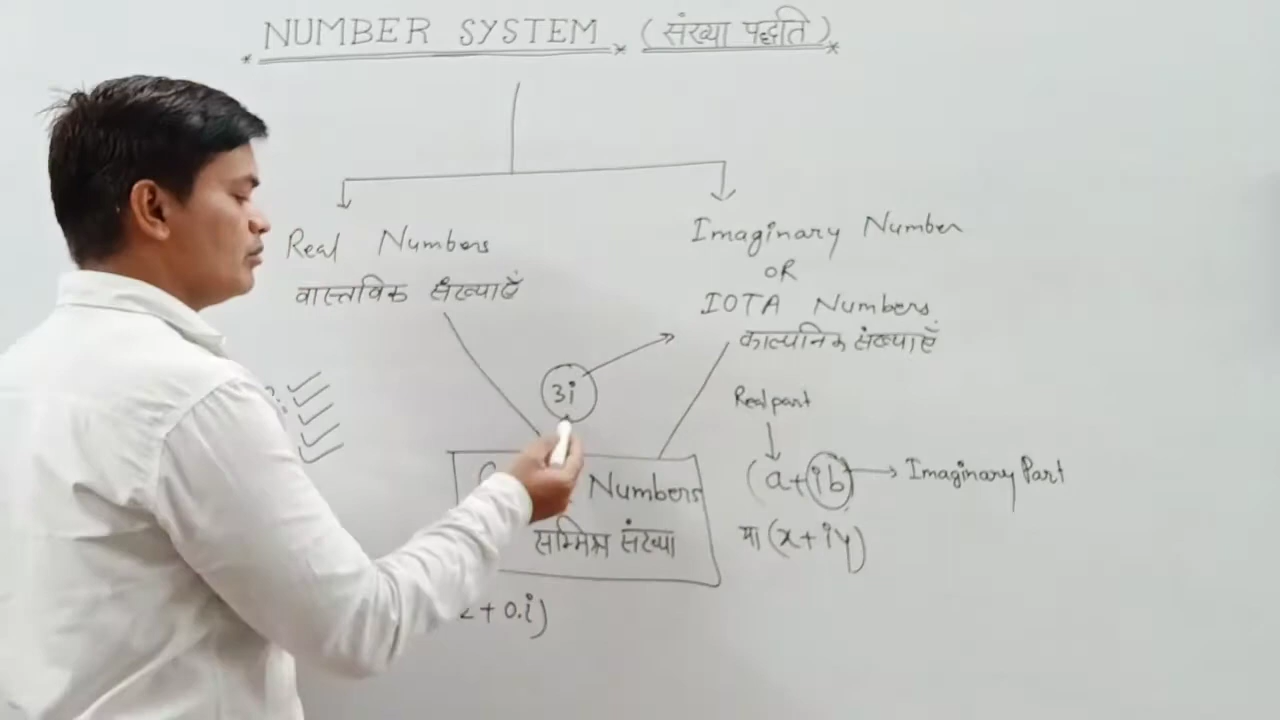 NUMBER SYSTEM (संख्या पद्धति)
Real Numbers
वास्तविक संख्याएँ
Imaginary Number
OR
IOTA Numbers
काल्पनिक संख्याएँ
3i
Real part
(a+ib) Imaginary Part
या (x+iy)
Numbers
सम्मिश्र संख्या
+ 0.i)